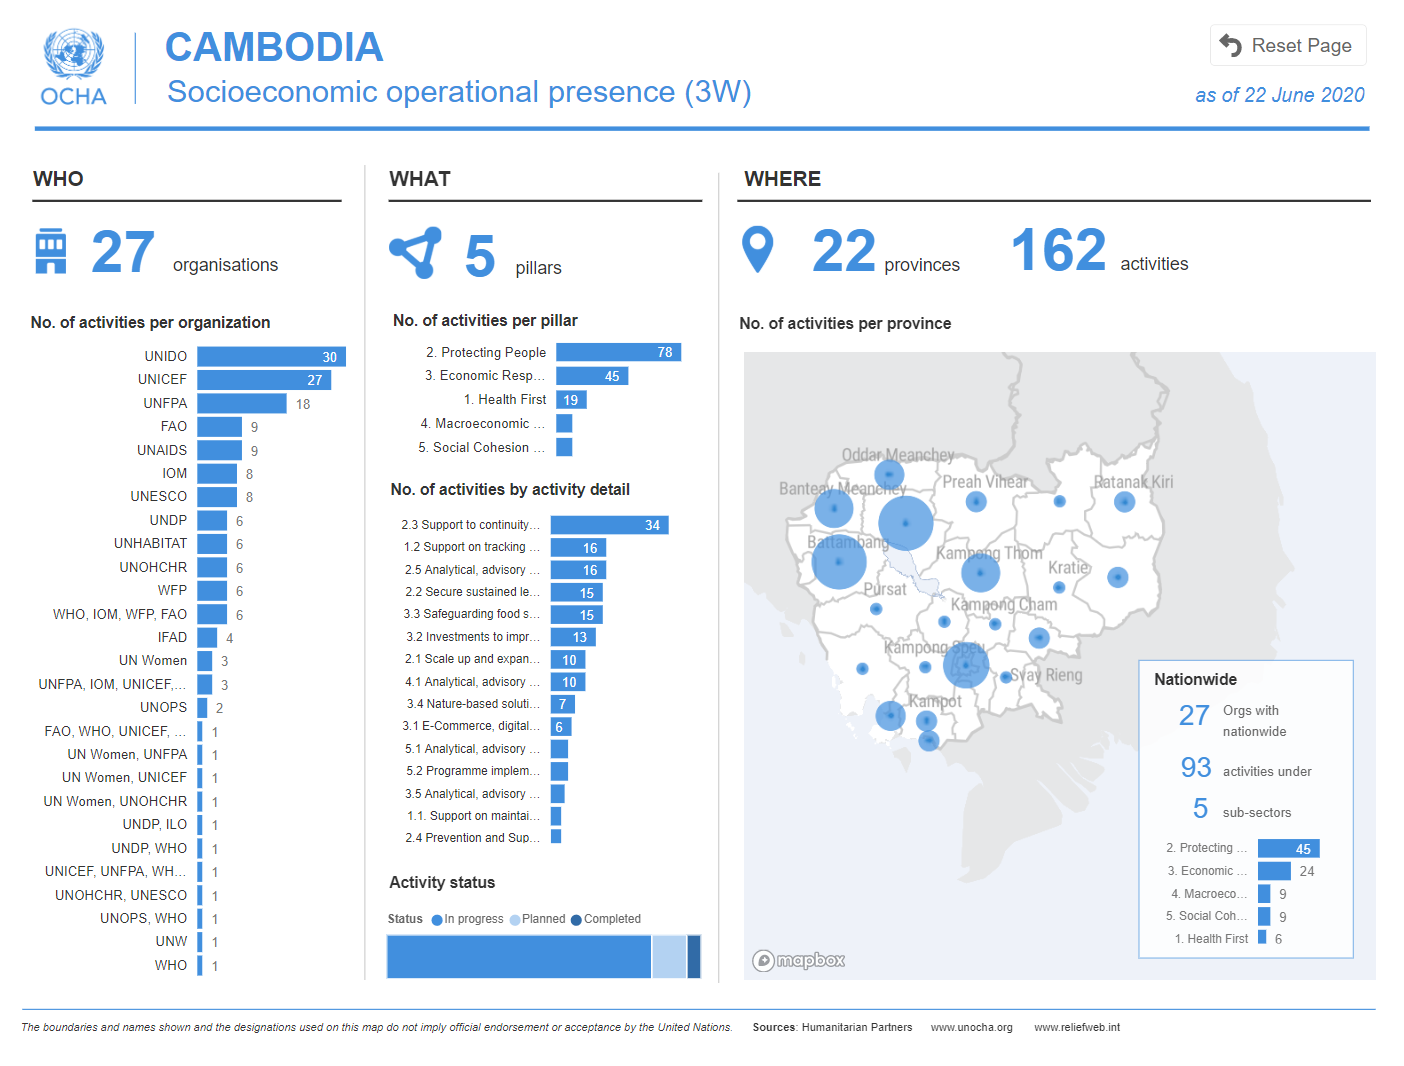 OCHA
CAMBODIA
Socioeconomic operational presence (3W)
Reset Page
as of 22 June 2020
WHO
27 organisations
No. of activities per organization
UNIDO 30
UNICEF 27
UNFPA 18
FAO 9
UNAIDS 9
IOM 8
UNESCO 8
UNDP 6
UNHABITAT 6
UNOHCHR 6
WFP 6
WHO, IOM, WFP, FAO 6
IFAD 4
UN Women 3
UNFPA, IOM, UNICEF,... 3
UNOPS 2
FAO, WHO, UNICEF, ... 1
UN Women, UNFPA 1
UN Women, UNICEF 1
UN Women, UNOHCHR 1
UNDP, ILO 1
UNDP, WHO 1
UNICEF, UNFPA, WH... 1
UNOHCHR, UNESCO 1
UNOPS, WHO 1
UNW 1
WHO 1
WHAT
5 pillars
No. of activities per pillar
2. Protecting People 78
3. Economic Resp... 45
1. Health First 19
4. Macroeconomic ...
5. Social Cohesion ...
No. of activities by activity detail
2.3 Support to continuity... 34
1.2 Support on tracking ... 16
2.5 Analytical, advisory ... 16
2.2 Secure sustained le... 15
3.3 Safeguarding food s... 15
3.2 Investments to impr... 13
2.1 Scale up and expan... 10
4.1 Analytical, advisory ... 10
3.4 Nature-based soluti... 7
3.1 E-Commerce, digital... 6
5.1 Analytical, advisory ...
5.2 Programme implem...
3.5 Analytical, advisory ...
1.1. Support on maintai...
2.4 Prevention and Sup...
Activity status
Status In progress Planned Completed
WHERE
22 provinces 162 activities
No. of activities per province
Oddar Meanchey
Banteay Meanchey
Preah Vihear
Ratanak Kiri
Battambang
Kampong Thom
Kratie
Pursat
Kampong Cham
Kampong Speu
Svay Rieng
Kampot
Nationwide
27 Orgs with
nationwide
93 activities under
5 sub-sectors
2. Protecting ... 45
3. Economic ... 24
4. Macroeco... 9
5. Social Coh... 9
1. Health First 6
mapbox
The boundaries and names shown and the designations used on this map do not imply official endorsement or acceptance by the United Nations. Sources: Humanitarian Partners www.unocha.org www.reliefweb.int